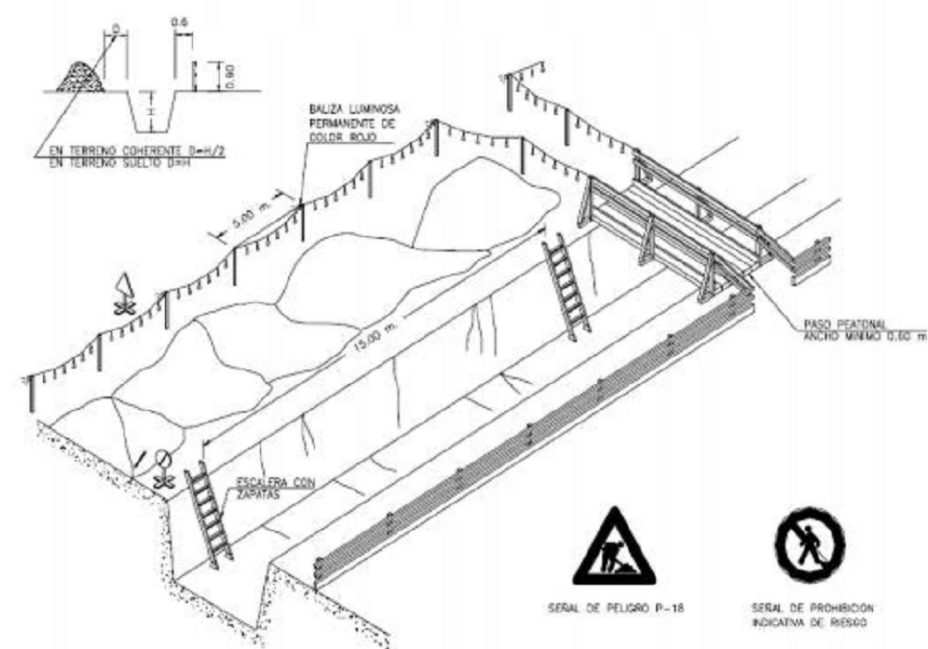 D
0.6
0.90
H
EN TERRENO COHERENTE D=H/2
EN TERRENO SUELTO D=H
BALIZA LUMINOSA
PERMANENTE DE
COLOR ROJO
5.00 m.
15.00 m.
PASO PEATONAL
ANCHO MINIMO 0,60 m
ESCALERA CON
ZAPATAS
SEÑAL DE PELIGRO P-18
SEÑAL DE PROHIBICION
INDICATIVA DE RIESGO